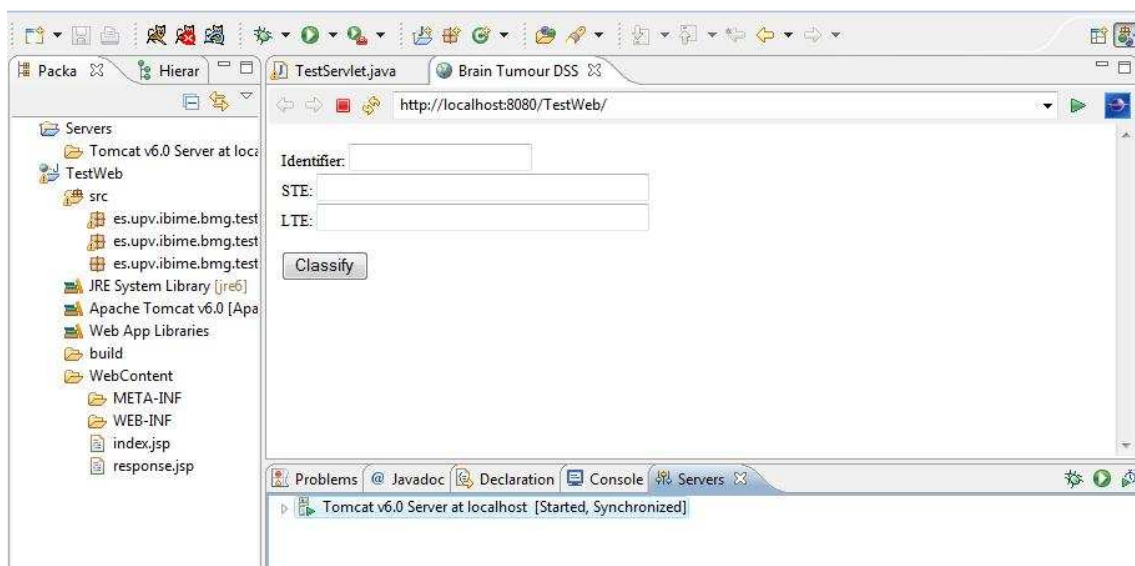 Packa
Hierar
Servers
Tomcat v6.0 Server at loca
TestWeb
src
es.upv.ibime.bmg.test
es.upv.ibime.bmg.test
es.upv.ibime.bmg.test
JRE System Library [jre6]
Apache Tomcat v6.0 [Apa
Web App Libraries
build
WebContent
META-INF
WEB-INF
index.jsp
response.jsp
TestServlet.java
Brain Tumour DSS
http://localhost:8080/TestWeb/
Identifier:
STE:
LTE:
Classify
Problems
@ Javadoc
Declaration
Console
Servers
Tomcat v6.0 Server at localhost [Started, Synchronized]